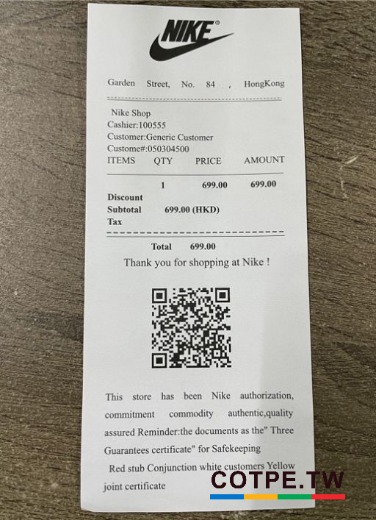 NIKE
Garden Street, No. 84 , HongKong
Nike Shop
Cashier:100555
Customer:Generic Customer
Custome#:050304500
ITEMS QTY PRICE AMOUNT
1 699.00 699.00
Discount
Subtotal 699.00 (HKD)
Tax
Total 699.00
Thank you for shopping at Nike !
This store has been Nike authorization,
commitment commodity authentic,quality
assured Reminder:the documents as the" Three
Guarantees certificate" for Safekeeping
Red stub Conjunction white customers Yellow
joint certificate
COTPE.TW